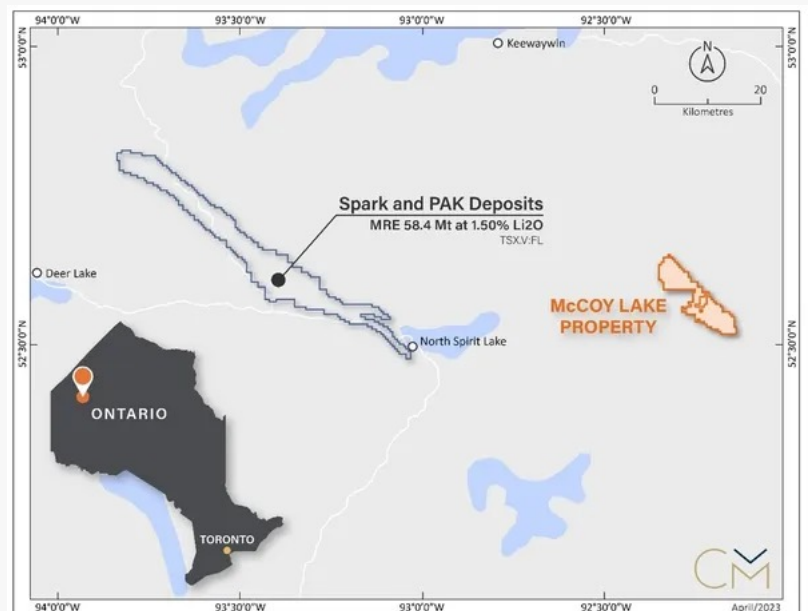 94°0'0"W
93°30'0"W
93°0'0"W
92°30'0"W
53°0'0"N
53°0'0"N
Keewaywin
N
0 20
Kilometres
Spark and PAK Deposits
MRE 58.4 Mt at 1.50% Li2O
TSX.V:FL
Deer Lake
McCOY LAKE
PROPERTY
North Spirit Lake
52°30'0"N
52°30'0"N
ONTARIO
TORONTO
CM
94°0'0"W
93°30'0"W
93°0'0"W
92°30'0"W
April/2023